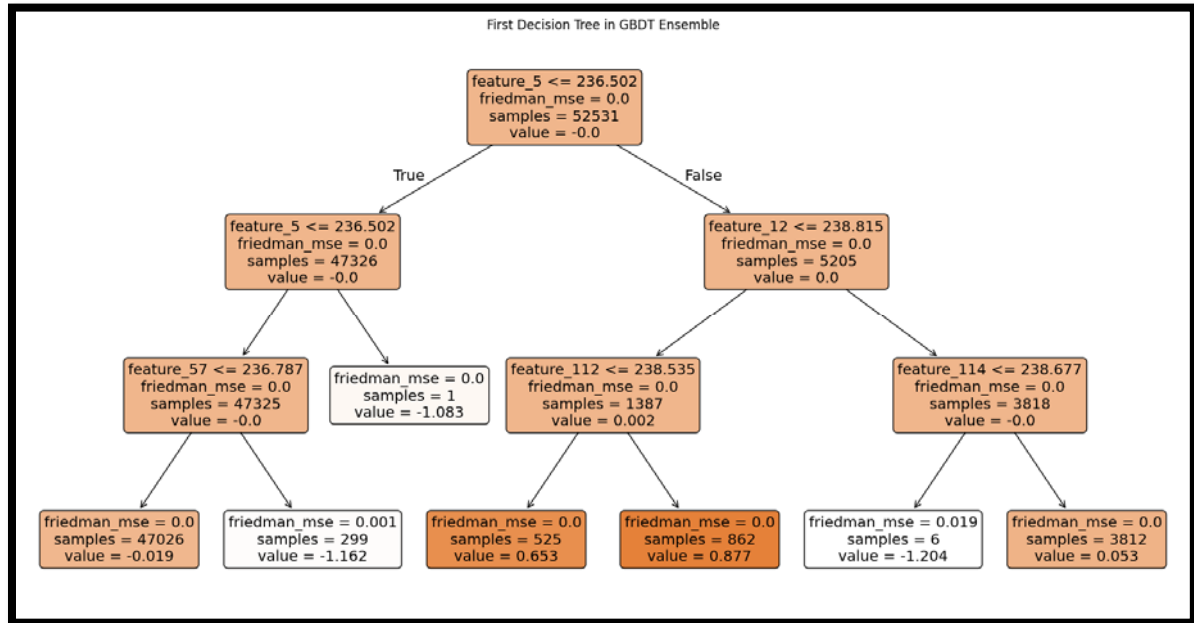 First Decision Tree in GBDT Ensemble
feature_5 <= 236.502
friedman_mse = 0.0
samples = 52531
value = -0.0
True
False
feature_5 <= 236.502
friedman_mse = 0.0
samples = 47326
value = -0.0
feature_12 <= 238.815
friedman_mse = 0.0
samples = 5205
value = 0.0
feature_57 <= 236.787
friedman_mse = 0.0
samples = 47325
value = -0.0
friedman_mse = 0.0
samples = 1
value = -1.083
feature_112 <= 238.535
friedman_mse = 0.0
samples = 1387
value = 0.002
feature_114 <= 238.677
friedman_mse = 0.0
samples = 3818
value = -0.0
friedman_mse = 0.0
samples = 47026
value = -0.019
friedman_mse = 0.001
samples = 299
value = -1.162
friedman_mse = 0.0
samples = 525
value = 0.653
friedman_mse = 0.0
samples = 862
value = 0.877
friedman_mse = 0.019
samples = 6
value = -1.204
friedman_mse = 0.0
samples = 3812
value = 0.053